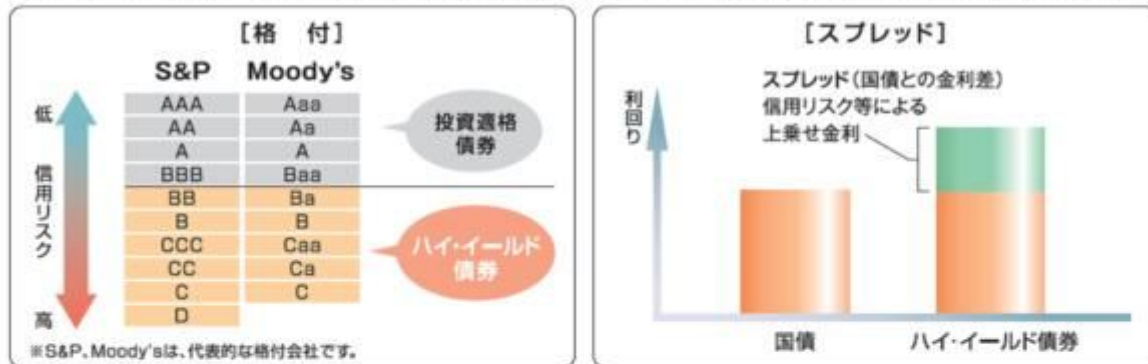 [格 付]
S&P Moody's
低
信用リスク
高
AAA Aaa
AA Aa
A A
BBB Baa
BB Ba
B B
CCC Caa
CC Ca
C C
D
投資適格
債券
ハイ・イールド
債券
※S&P、Moody'sは、代表的な格付会社です。
[スプレッド]
スプレッド(国債との金利差)
信用リスク等による
上乗せ金利
利回り
国債 ハイ・イールド債券